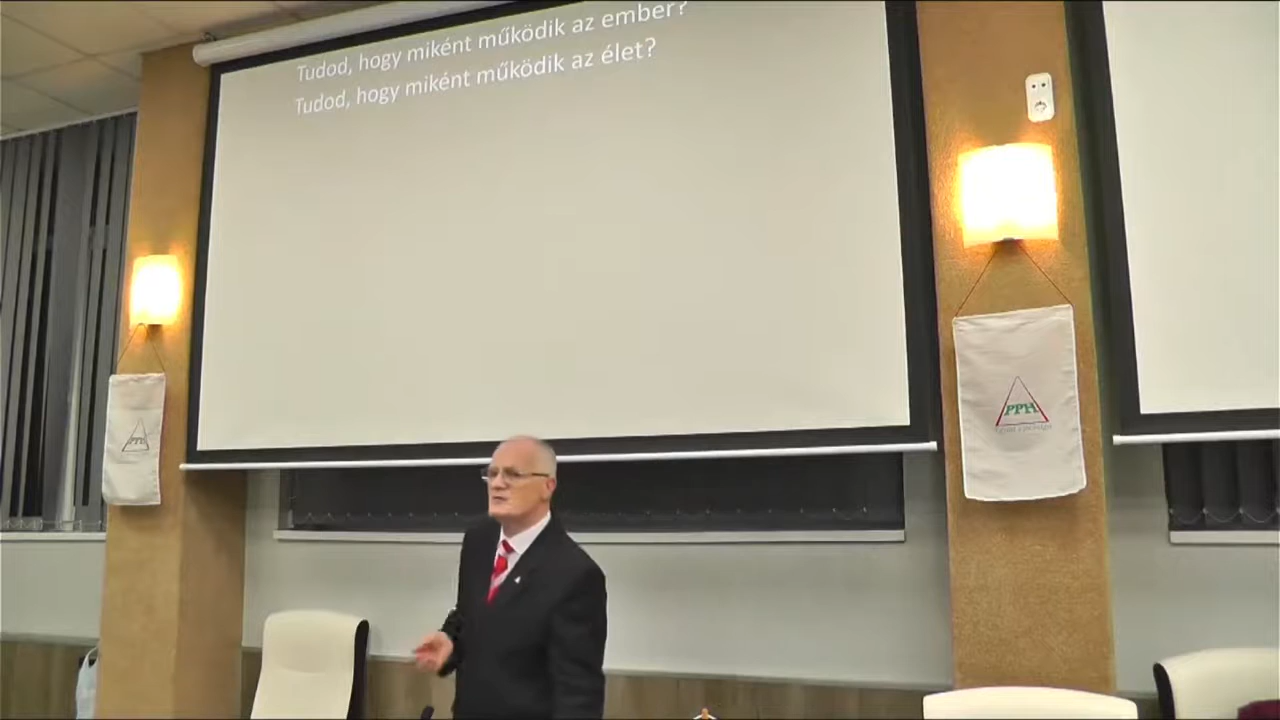 Tudod, hogy miként működik az ember?
Tudod, hogy miként működik az élet?
PPH